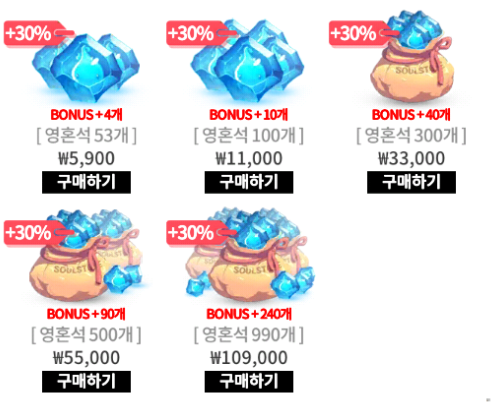 +30%
BONUS + 4개
[ 영혼석 53개 ]
₩5,900
구매하기
+30%
BONUS + 10개
[ 영혼석 100개 ]
₩11,000
구매하기
+30%
SOULST
BONUS + 40개
[ 영혼석 300개 ]
₩33,000
구매하기
+30%
SOULST
BONUS + 90개
[ 영혼석 500개 ]
₩55,000
구매하기
+30%
SOULST
BONUS + 240개
[ 영혼석 990개 ]
₩109,000
구매하기